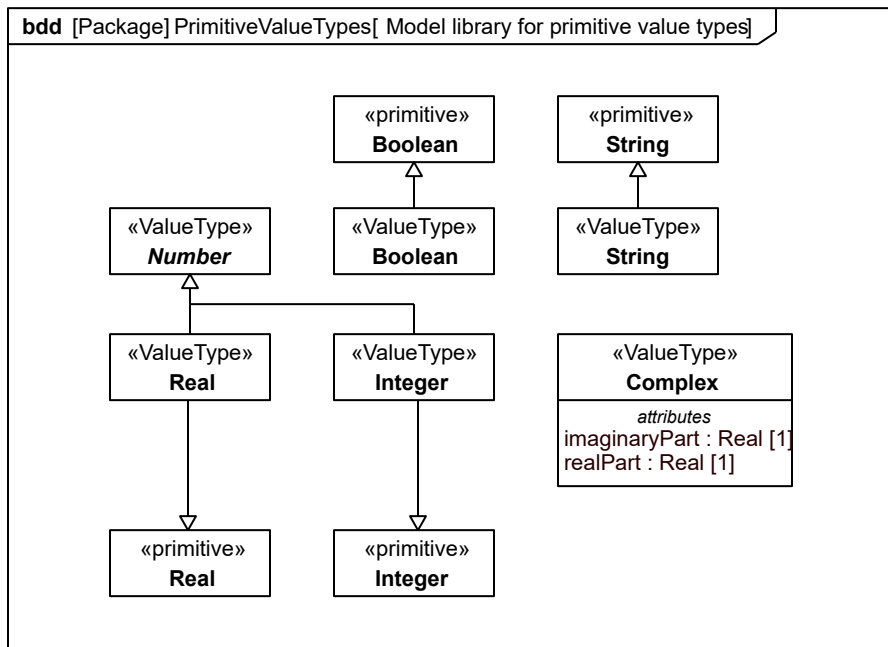 bdd [Package] PrimitiveValueTypes[ Model library for primitive value types]
«primitive»
Boolean
«primitive»
String
«ValueType»
Number
«ValueType»
Boolean
«ValueType»
String
«ValueType»
Real
«ValueType»
Integer
«ValueType»
Complex
attributes
imaginaryPart : Real [1]
realPart : Real [1]
«primitive»
Real
«primitive»
Integer